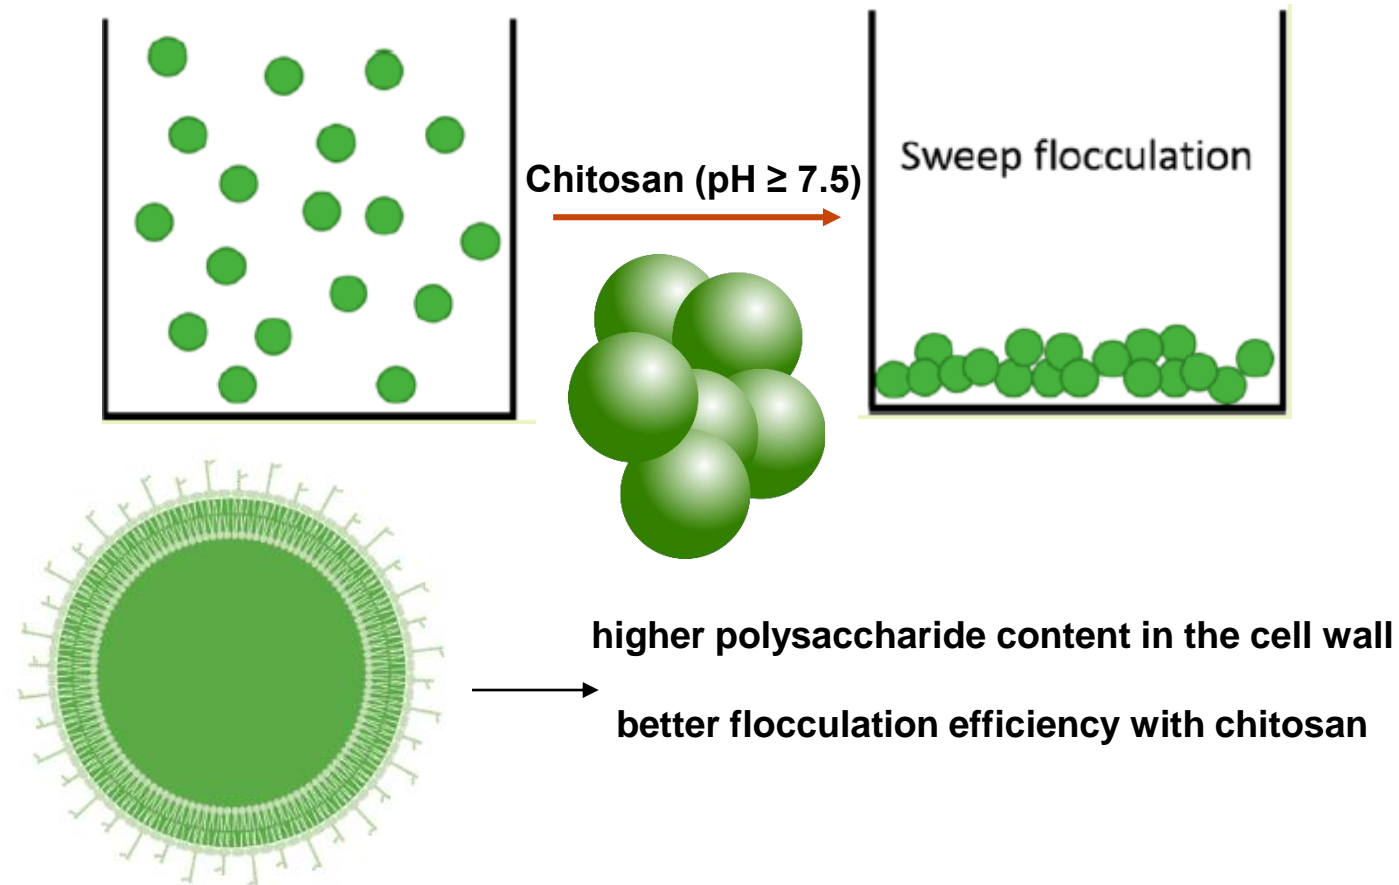 Chitosan (pH ≥ 7.5)
Sweep flocculation
higher polysaccharide content in the cell wall
better flocculation efficiency with chitosan